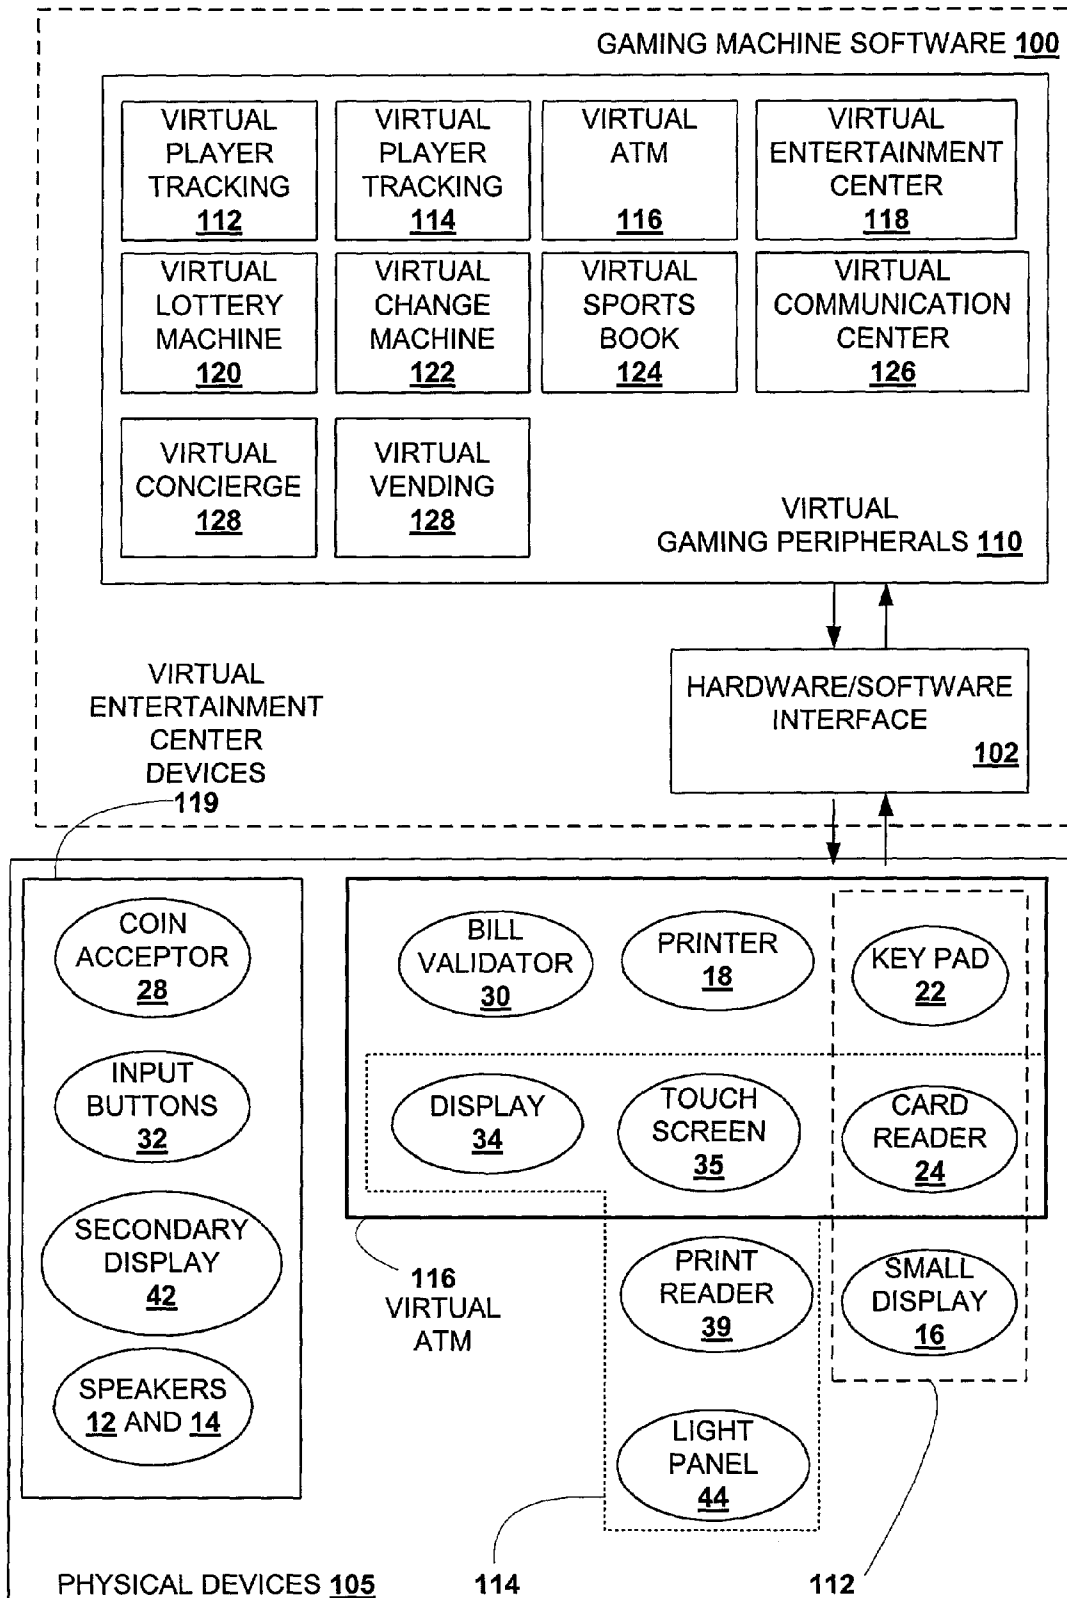 GAMING MACHINE SOFTWARE 100
VIRTUAL
PLAYER
TRACKING
112
VIRTUAL
PLAYER
TRACKING
114
VIRTUAL
ATM
116
VIRTUAL
ENTERTAINMENT
CENTER
118
VIRTUAL
LOTTERY
MACHINE
120
VIRTUAL
CHANGE
MACHINE
122
VIRTUAL
SPORTS
BOOK
124
VIRTUAL
COMMUNICATION
CENTER
126
VIRTUAL
CONCIERGE
128
VIRTUAL
VENDING
128
VIRTUAL
GAMING PERIPHERALS 110
HARDWARE/SOFTWARE
INTERFACE
102
VIRTUAL
ENTERTAINMENT
CENTER
DEVICES
119
COIN
ACCEPTOR
28
INPUT
BUTTONS
32
SECONDARY
DISPLAY
42
SPEAKERS
12 AND 14
BILL
VALIDATOR
30
PRINTER
18
KEY PAD
22
DISPLAY
34
TOUCH
SCREEN
35
CARD
READER
24
116
VIRTUAL
ATM
PRINT
READER
39
SMALL
DISPLAY
16
LIGHT
PANEL
44
PHYSICAL DEVICES 105
114
112